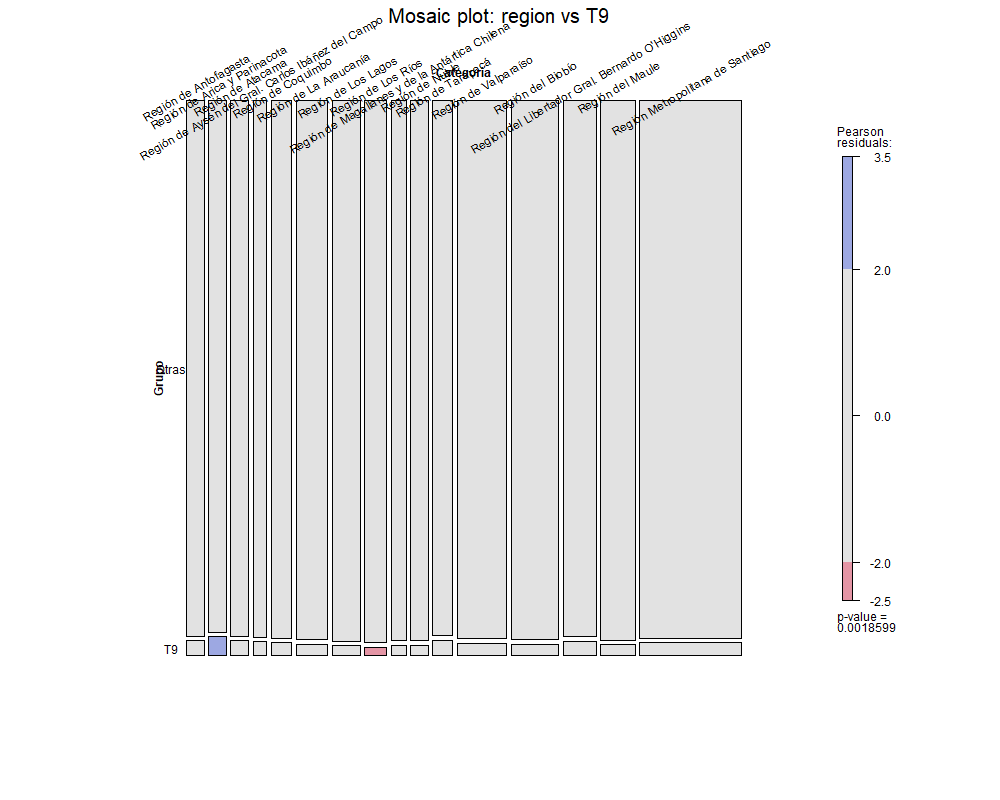 Mosaic plot: region vs T9
Categoria
Región de Antofagasta
Región de Arica y Parinacota
Región de Atacama
Región de Aysén del Gral. Carlos Ibáñez del Campo
Región de Coquimbo
Región de La Araucanía
Región de Los Lagos
Región de Los Ríos
Región de Magallanes y de la Antártica Chilena
Región de Ñuble
Región de Tarapacá
Región de Valparaíso
Región del Biobío
Región del Libertador Gral. Bernardo O'Higgins
Región del Maule
Región Metropolitana de Santiago
Grupo
Otras
T9
Pearson
residuals:
3.5
2.0
0.0
-2.0
-2.5
p-value =
0.0018599